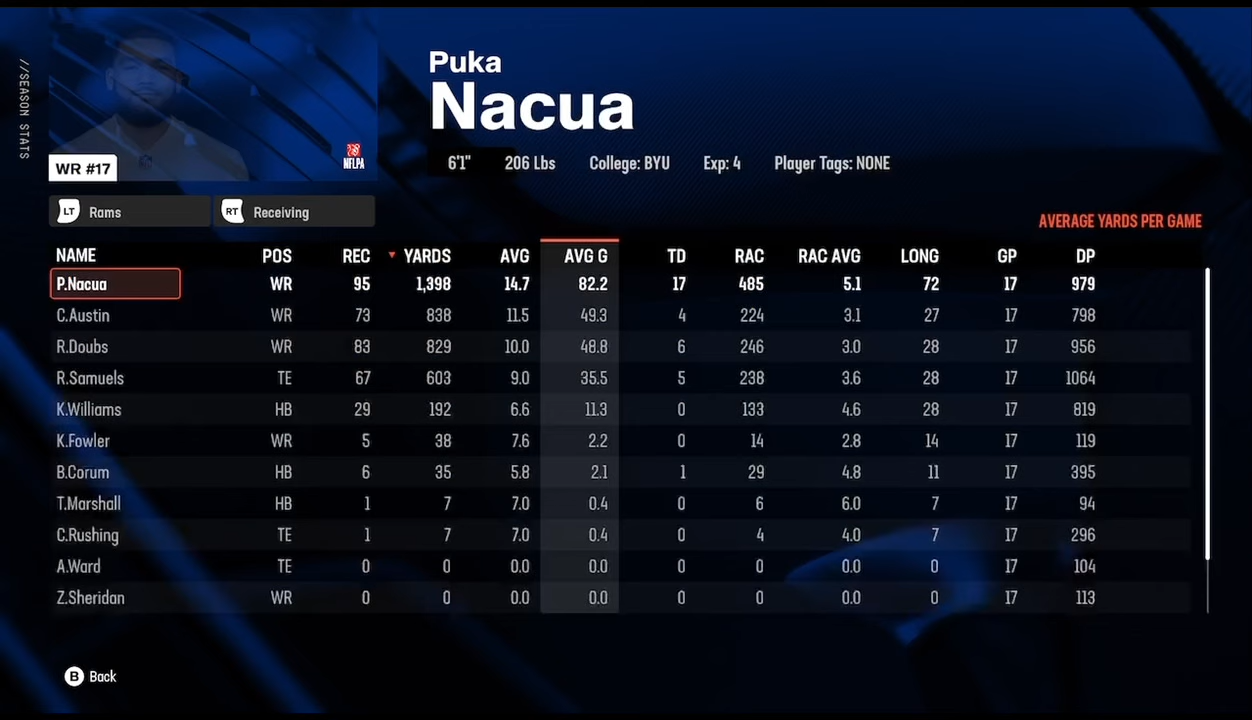 //SEASON STATS
Puka
Nacua
WR #17
NFLPA
6'1" 206 Lbs College: BYU Exp: 4 Player Tags: NONE
LT Rams RT Receiving
AVERAGE YARDS PER GAME
NAME POS REC YARDS AVG AVG G TD RAC RAC AVG LONG GP DP
P.Nacua WR 95 1,398 14.7 82.2 17 485 5.1 72 17 979
C.Austin WR 73 838 11.5 49.3 4 224 3.1 27 17 798
R.Doubs WR 83 829 10.0 48.8 6 246 3.0 28 17 956
R.Samuels TE 67 603 9.0 35.5 5 238 3.6 28 17 1064
K.Williams HB 29 192 6.6 11.3 0 133 4.6 28 17 819
K.Fowler WR 5 38 7.6 2.2 0 14 2.8 14 17 119
B.Corum HB 6 35 5.8 2.1 1 29 4.8 11 17 395
T.Marshall HB 1 7 7.0 0.4 0 6 6.0 7 17 94
C.Rushing TE 1 7 7.0 0.4 0 4 4.0 7 17 296
A.Ward TE 0 0 0.0 0.0 0 0 0.0 0 17 104
Z.Sheridan WR 0 0 0.0 0.0 0 0 0.0 0 17 113
B Back